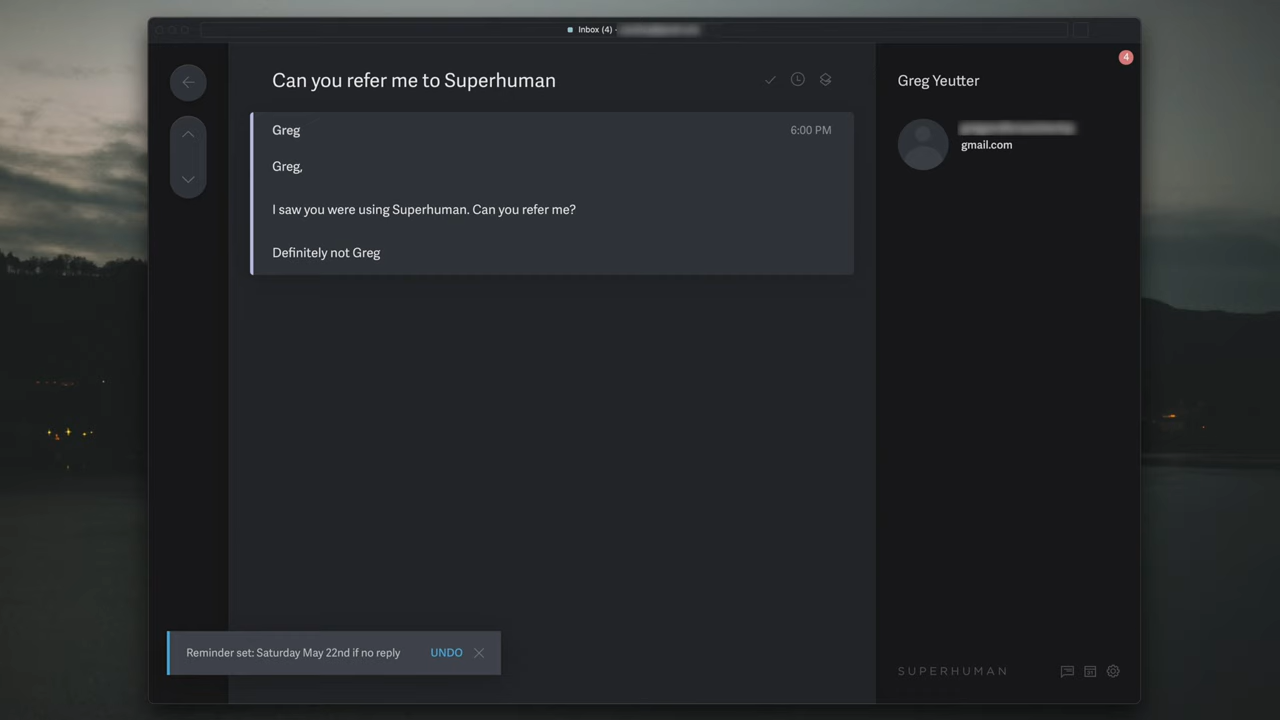 Inbox (4) -
Can you refer me to Superhuman
Greg Yeutter
4
Greg
6:00 PM
gmail.com
Greg,
I saw you were using Superhuman. Can you refer me?
Definitely not Greg
Reminder set: Saturday May 22nd if no reply
UNDO
SUPERHUMAN